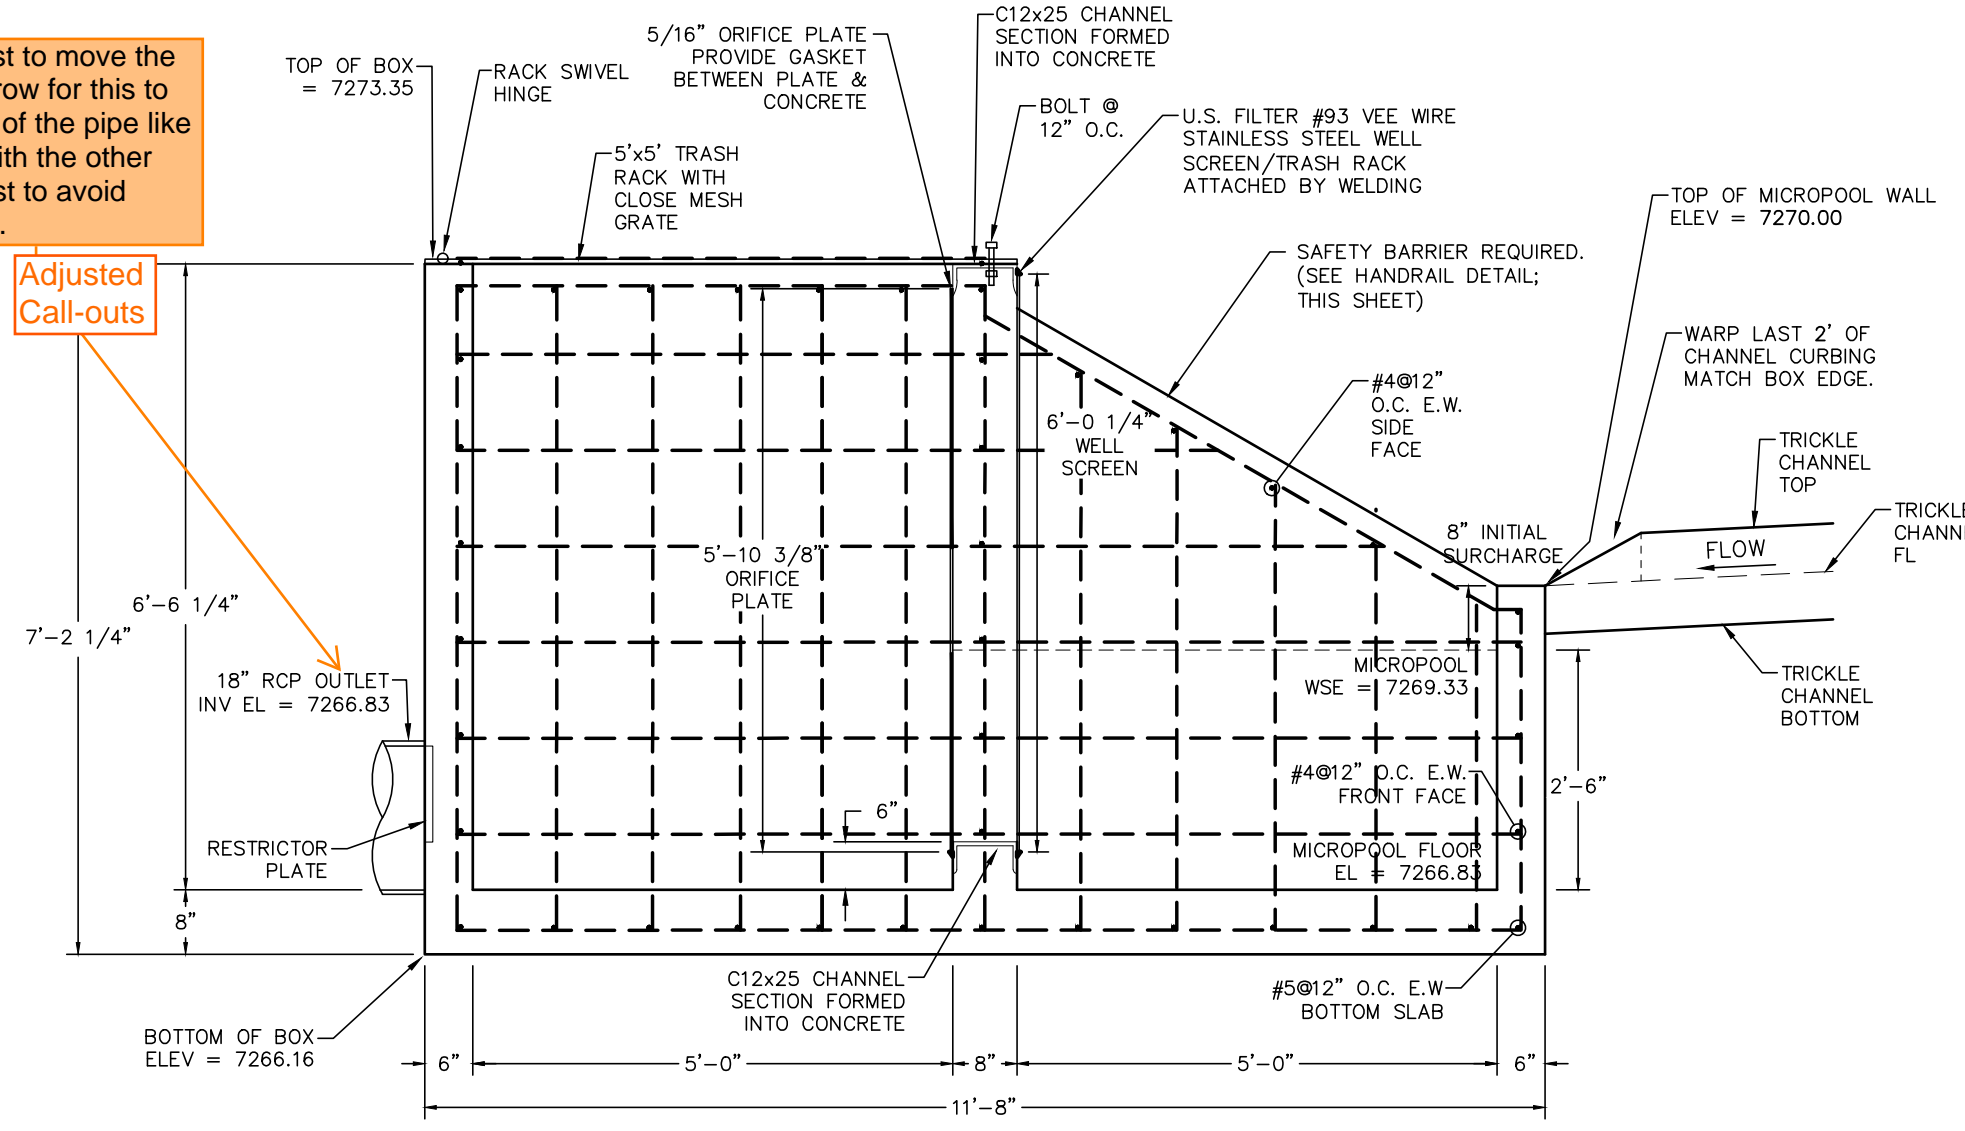 st to move the
row for this to
of the pipe like
ith the other
st to avoid
.
Adjusted
Call-outs
TOP OF BOX
= 7273.35
RACK SWIVEL
HINGE
5/16" ORIFICE PLATE
PROVIDE GASKET
BETWEEN PLATE &
CONCRETE
C12x25 CHANNEL
SECTION FORMED
INTO CONCRETE
BOLT @
12" O.C.
U.S. FILTER #93 VEE WIRE
STAINLESS STEEL WELL
SCREEN/TRASH RACK
ATTACHED BY WELDING
5'x5' TRASH
RACK WITH
CLOSE MESH
GRATE
TOP OF MICROPOOL WALL
ELEV = 7270.00
SAFETY BARRIER REQUIRED.
(SEE HANDRAIL DETAIL;
THIS SHEET)
WARP LAST 2' OF
CHANNEL CURBING
MATCH BOX EDGE.
#4@12"
O.C. E.W.
SIDE
FACE
6'-0 1/4"
WELL
SCREEN
TRICKLE
CHANNEL
TOP
TRICKLE
CHANN
FL
8" INITIAL
SURCHARGE
FLOW
5'-10 3/8"
ORIFICE
PLATE
6'-6 1/4"
7'-2 1/4"
18" RCP OUTLET
INV EL = 7266.83
MICROPOOL
WSE = 7269.33
TRICKLE
CHANNEL
BOTTOM
#4@12" O.C. E.W.
FRONT FACE
2'-6"
6"
RESTRICTOR
PLATE
MICROPOOL FLOOR
EL = 7266.83
8"
C12x25 CHANNEL
SECTION FORMED
INTO CONCRETE
#5@12" O.C. E.W
BOTTOM SLAB
BOTTOM OF BOX
ELEV = 7266.16
6"
5'-0"
8"
5'-0"
6"
11'-8"